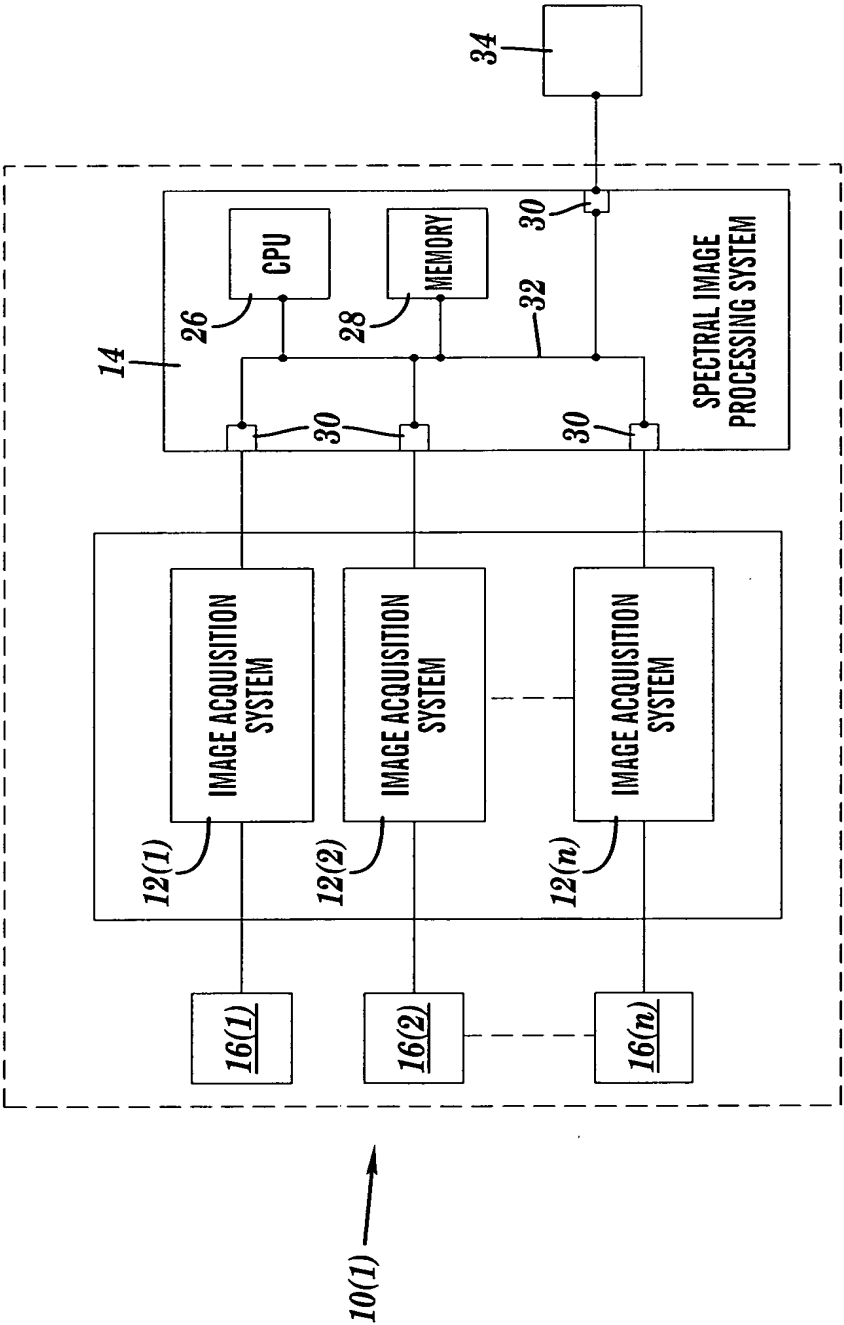 10(1)
16(1)
16(2)
16(n)
12(1)
IMAGE ACQUISITION
SYSTEM
12(2)
IMAGE ACQUISITION
SYSTEM
12(n)
IMAGE ACQUISITION
SYSTEM
14
30
30
26
CPU
28
MEMORY
32
30
SPECTRAL IMAGE
PROCESSING SYSTEM
34